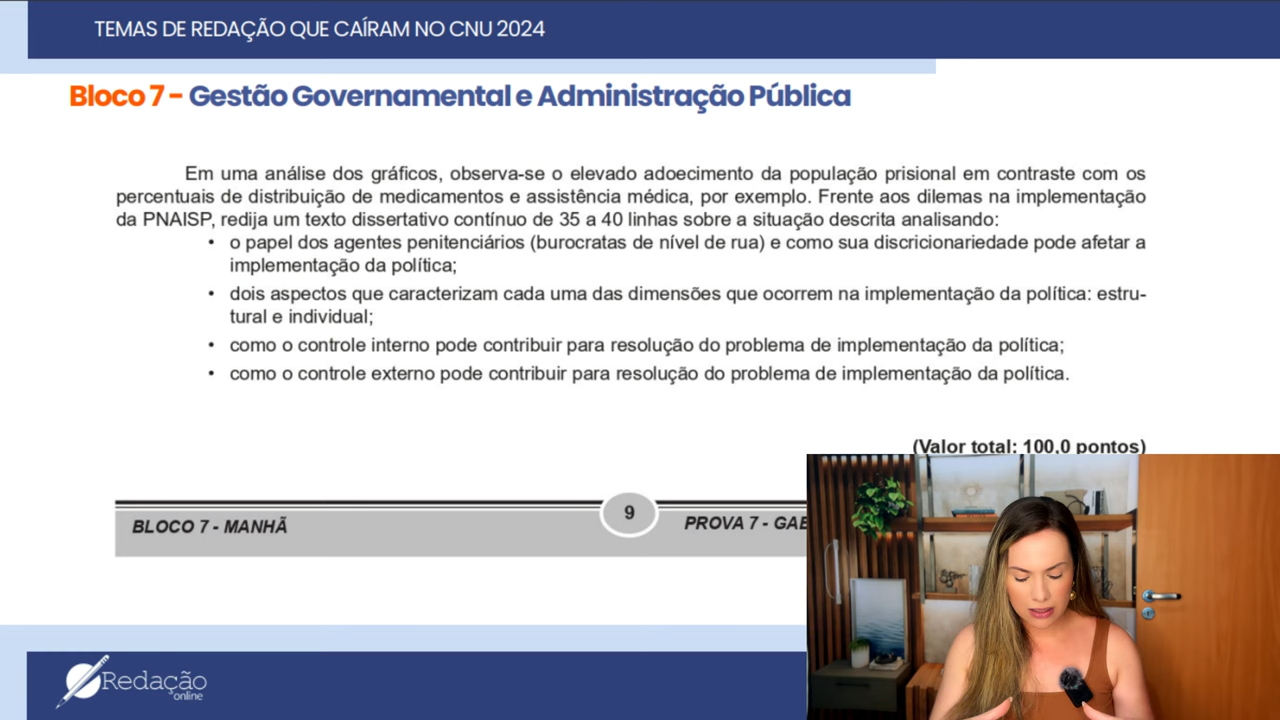 TEMAS DE REDAÇÃO QUE CAÍRAM NO CNU 2024
Bloco 7 - Gestão Governamental e Administração Pública
Em uma análise dos gráficos, observa-se o elevado adoecimento da população prisional em contraste com os
percentuais de distribuição de medicamentos e assistência médica, por exemplo. Frente aos dilemas na implementação
da PNAISP, redija um texto dissertativo contínuo de 35 a 40 linhas sobre a situação descrita analisando:
• o papel dos agentes penitenciários (burocratas de nível de rua) e como sua discricionariedade pode afetar a
implementação da política;
• dois aspectos que caracterizam cada uma das dimensões que ocorrem na implementação da política: estru-
tural e individual;
• como o controle interno pode contribuir para resolução do problema de implementação da política;
• como o controle externo pode contribuir para resolução do problema de implementação da política.
(Valor total: 100,0 pontos)
BLOCO 7 - MANHÃ
9
PROVA 7 - GAB
Redação
online